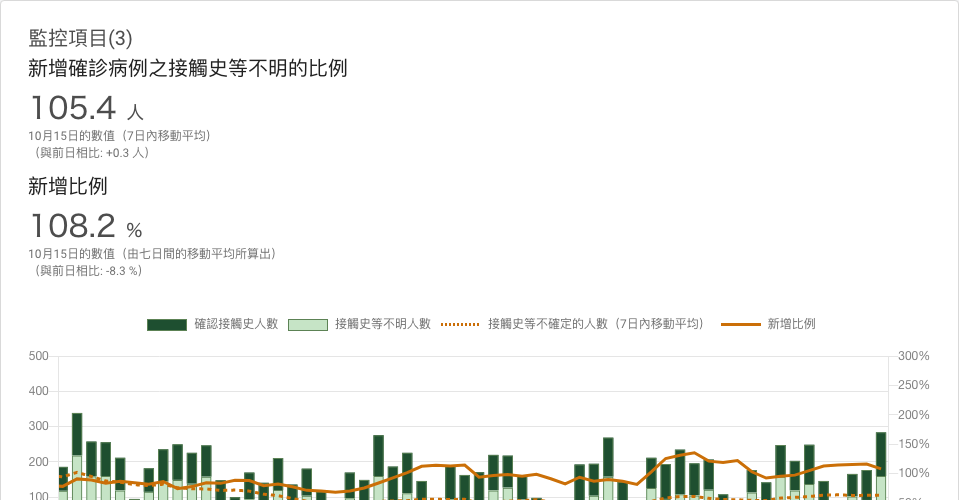 監控項目(3)
新增確診病例之接觸史等不明的比例
105.4 人
10月15日的數值（7日內移動平均）
（與前日相比: +0.3 人）
新增比例
108.2 %
10月15日的數值（由七日間的移動平均所算出）
（與前日相比: -8.3 %）
確認接觸史人數 接觸史等不明人數 接觸史等不確定的人數（7日內移動平均） 新增比例
500 300%
250%
400
200%
300
150%
200
100%
100
50%